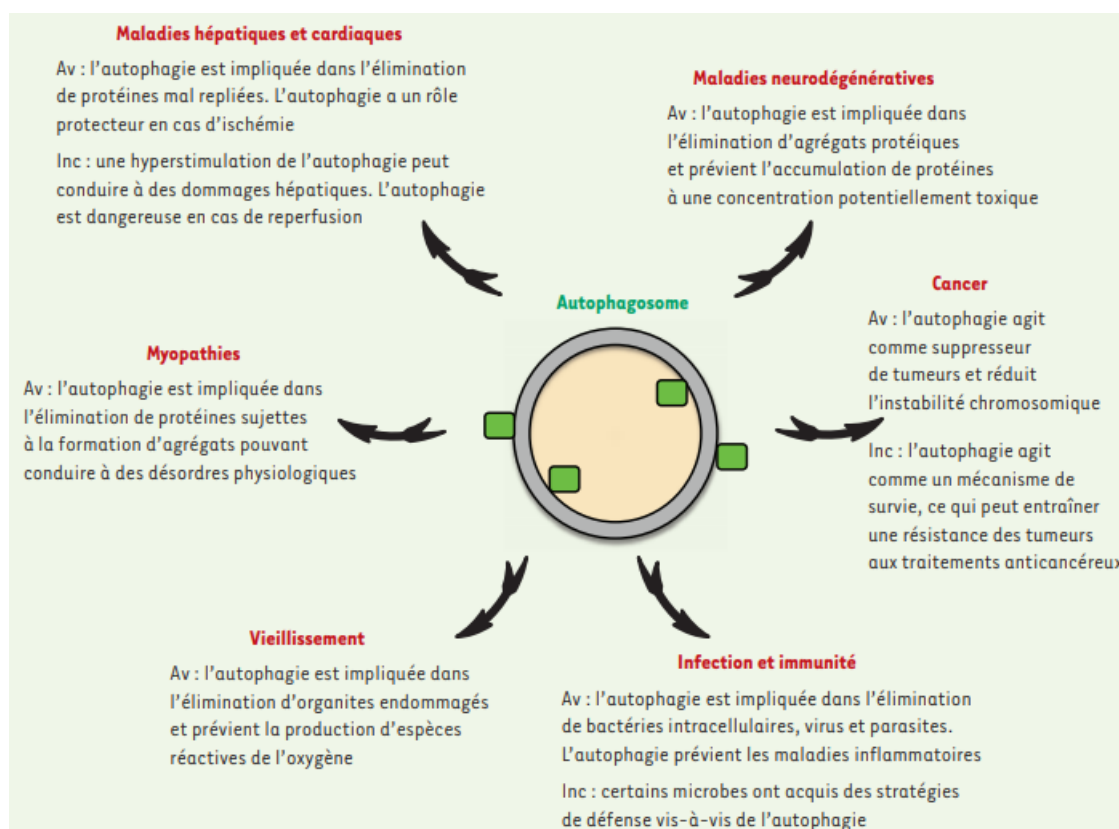 Maladies hépatiques et cardiaques
Av : l'autophagie est impliquée dans l'élimination
de protéines mal repliées. L'autophagie a un rôle
protecteur en cas d'ischémie
Inc : une hyperstimulation de l'autophagie peut
conduire à des dommages hépatiques. L'autophagie
est dangereuse en cas de reperfusion
Maladies neurodégénératives
Av : l'autophagie est impliquée dans
l'élimination d'agrégats protéiques
et prévient l'accumulation de protéines
à une concentration potentiellement toxique
Autophagosome
Cancer
Av : l'autophagie agit
comme suppresseur
de tumeurs et réduit
l'instabilité chromosomique
Inc : l'autophagie agit
comme un mécanisme de
survie, ce qui peut entraîner
une résistance des tumeurs
aux traitements anticancéreux
Myopathies
Av : l'autophagie est impliquée dans
l'élimination de protéines sujettes
à la formation d'agrégats pouvant
conduire à des désordres physiologiques
Vieillissement
Av : l'autophagie est impliquée dans
l'élimination d'organites endommagés
et prévient la production d'espèces
réactives de l'oxygène
Infection et immunité
Av : l'autophagie est impliquée dans l'élimination
de bactéries intracellulaires, virus et parasites.
L'autophagie prévient les maladies inflammatoires
Inc : certains microbes ont acquis des stratégies
de défense vis-à-vis de l'autophagie